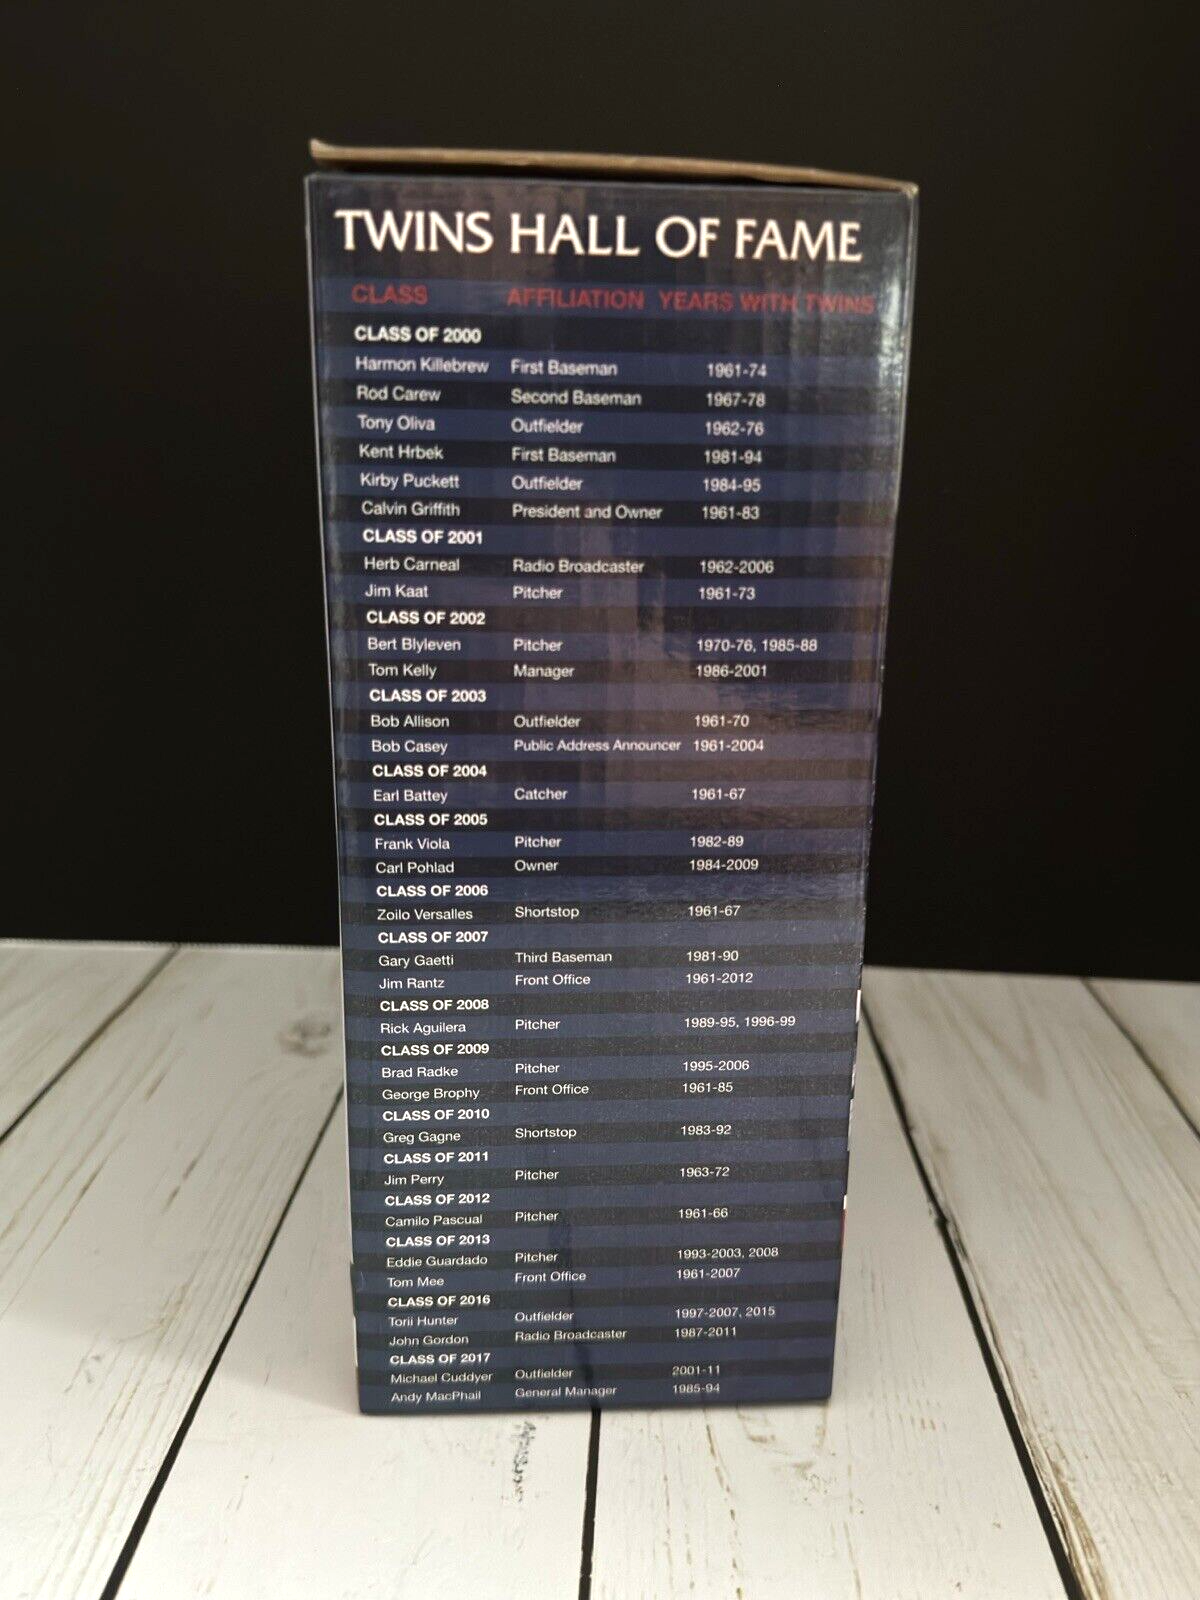 TWINS HALL OF FAME
CLASS AFFILIATION YEARS WITH TWINS
CLASS OF 2000
Harmon Killebrew First Baseman 1961-74
Rod Carew Second Baseman 1967-78
Tony Oliva Outfielder 1962-76
Kent Hrbek First Baseman 1981-94
Kirby Puckett Outfielder 1984-95
Calvin Griffith President and Owner 1961-83
CLASS OF 2001
Herb Carneal Radio Broadcaster 1962-2006
Jim Kaat Pitcher 1961-73
CLASS OF 2002
Bert Blyleven Pitcher 1970-76, 1985-88
Tom Kelly Manager 1986-2001
CLASS OF 2003
Bob Allison Outfielder 1961-70
Bob Casey Public Address Announcer 1961-2004
CLASS OF 2004
Earl Battey Catcher 1961-67
CLASS OF 2005
Frank Viola Pitcher 1982-89
Carl Pohlad Owner 1984-2009
CLASS OF 2006
Zoilo Versalles Shortstop 1961-67
CLASS OF 2007
Gary Gaetti Third Baseman 1981-90
Jim Rantz Front Office 1961-2012
CLASS OF 2008
Rick Aguilera Pitcher 1989-95, 1996-99
CLASS OF 2009
Brad Radke Pitcher 1995-2006
George Brophy Front Office 1961-85
CLASS OF 2010
Greg Gagne Shortstop 1983-92
CLASS OF 2011
Jim Perry Pitcher 1963-72
CLASS OF 2012
Camilo Pascual Pitcher 1961-66
CLASS OF 2013
Eddie Guardado Pitcher 1993-2003, 2008
Tom Mee Front Office 1961-2007
CLASS OF 2016
Torii Hunter Outfielder 1997-2007, 2015
John Gordon Radio Broadcaster 1987-2011
CLASS OF 2017
Michael Cuddyer Outfielder 2001-11
Andy MacPhail General Manager 1985-94